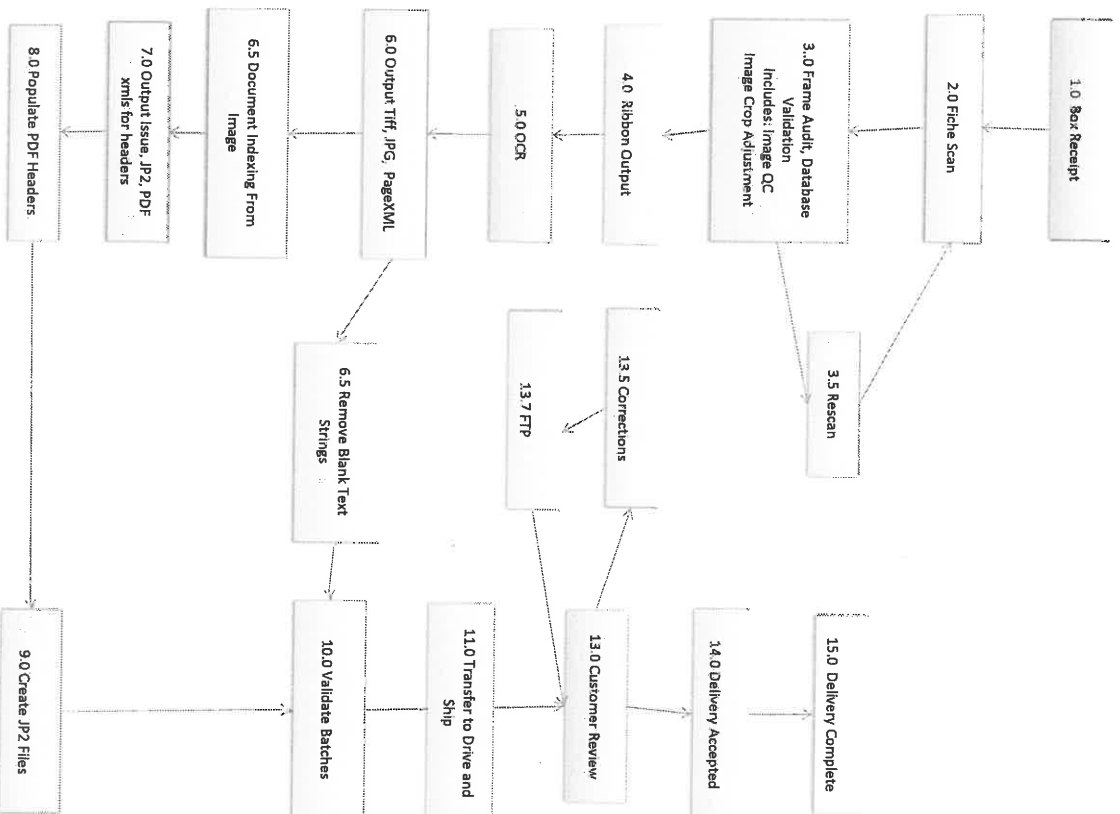 1.0 Box Receipt
2.0 Fiche Scan
3..0 Frame Audit, Database
Validation
Includes: Image QC
Image Crop Adjustment
3.5 Rescan
4.0 Ribbon Output
5.0 OCR
6.0 Output Tiff, JPG, PageXML
6.5 Document Indexing From
Image
7.0 Output Issue, JP2, PDF
xmls for headers
8.0 Populate PDF Headers.
6.5 Remove Blank Text
Strings
13.5 Corrections
13.7 FTP
15.0 Delivery Complete
14.0 Delivery Accepted
13.0 Customer Review
11.0 Transfer to Drive and
Ship
10.0 Validate Batches
9.0 Create JP2 Files